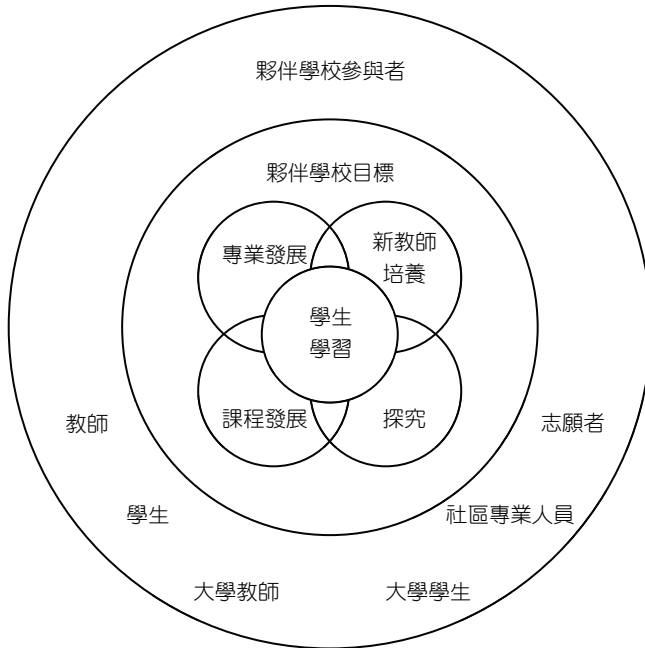 夥伴學校參與者
夥伴學校目標
專業發展
新教師
培養
學生
學習
課程發展
探究
教師
志願者
學生
社區專業人員
大學教師
大學學生